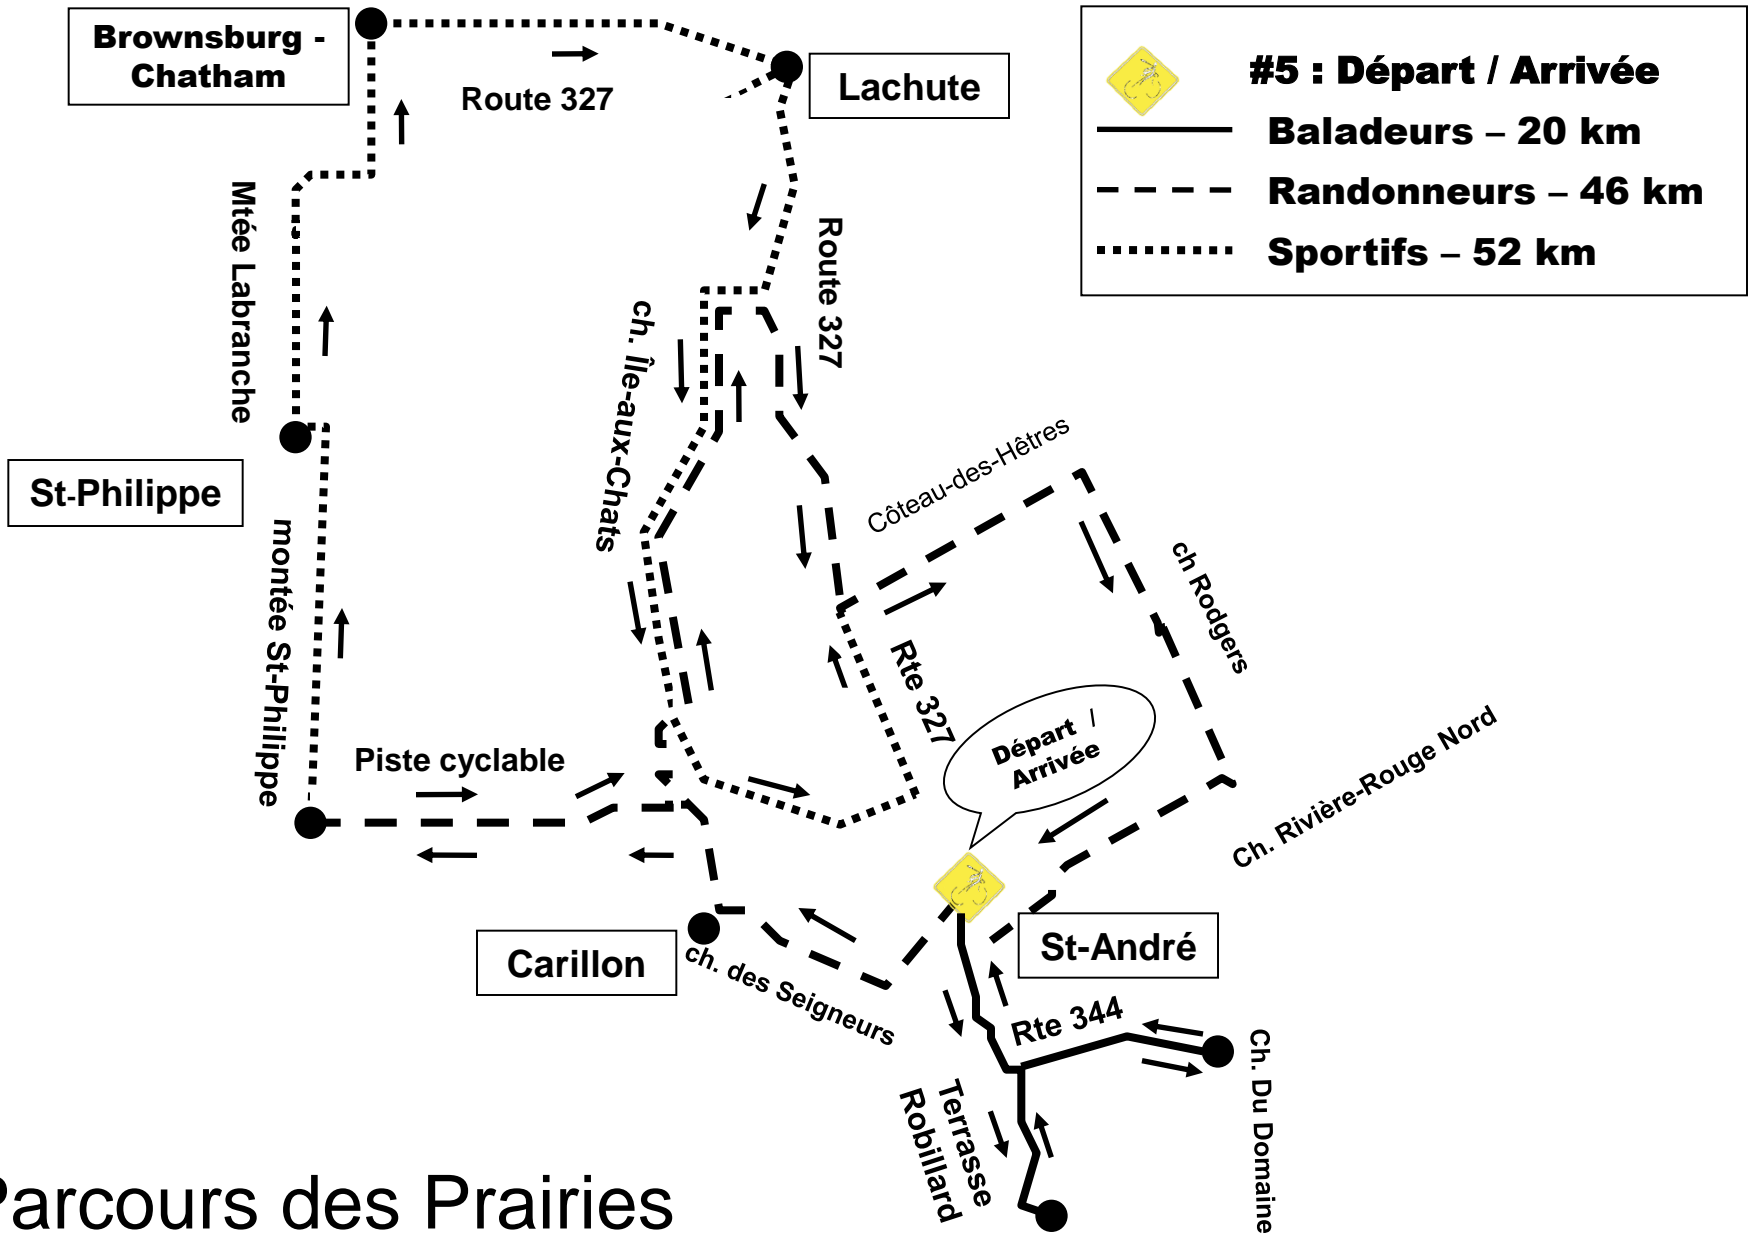 Brownsburg -
Chatham
Route 327
Lachute
#5 : Départ / Arrivée
Baladeurs – 20 km
Randonneurs – 46 km
Sportifs – 52 km
Mtée Labranche
Route 327
ch. Île-aux-Chats
St-Philippe
montée St-Philippe
Côteau-des-Hêtres
ch Rodgers
Rte 327
Départ /
Arrivée
Piste cyclable
Ch. Rivière-Rouge Nord
Carillon
ch. des Seigneurs
St-André
Rte 344
Ch. Du Domaine
Terrasse
Robillard
Parcours des Prairies